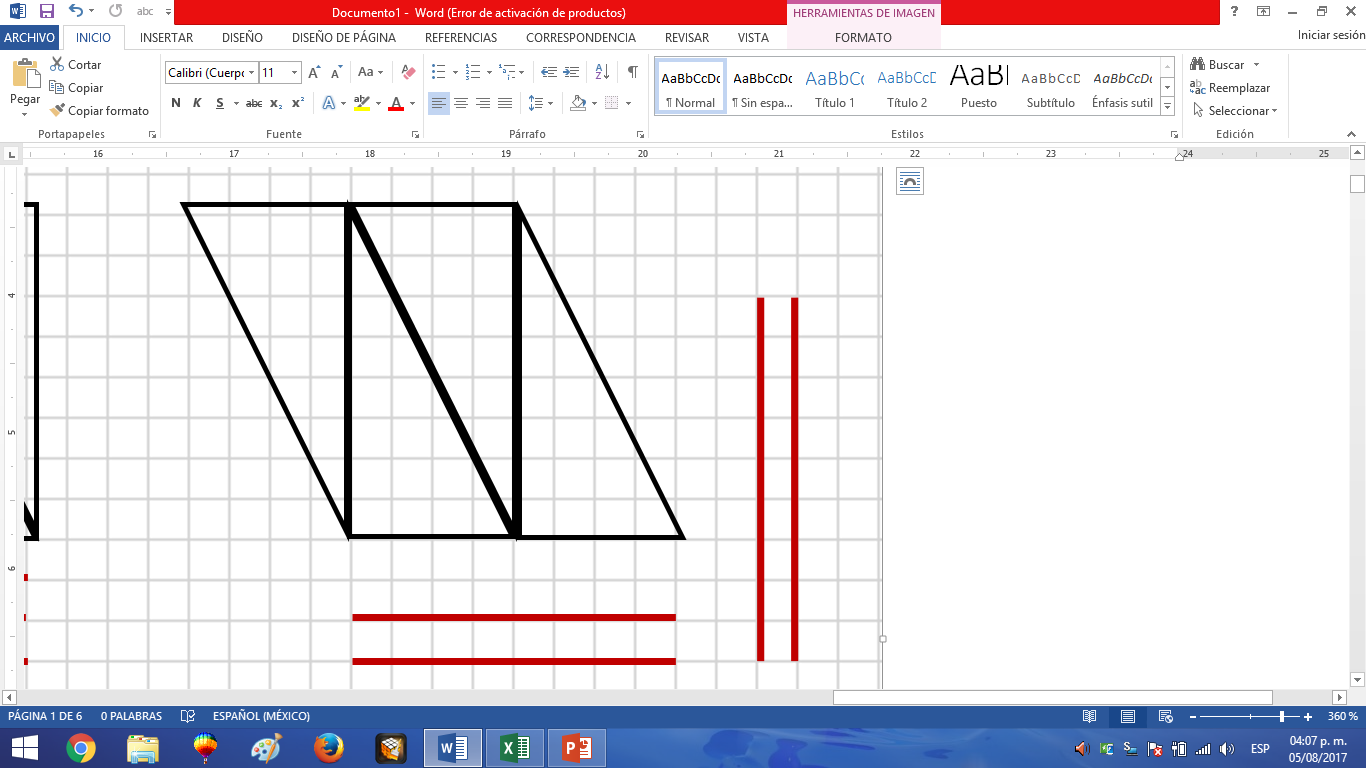 abc
Documento1 - Word (Error de activación de productos)
HERRAMIENTAS DE IMAGEN
?
ARCHIVO INICIO INSERTAR DISEÑO DISEÑO DE PÁGINA REFERENCIAS CORRESPONDENCIA REVISAR VISTA FORMATO
Iniciar sesión
Pegar
Cortar
Copiar
Copiar formato
Portapapeles
Calibri (Cuerpo 11
Aa
N K S abc x₂ x² A ab A
Fuente
Párrafo
AaBbCcDc AaBbCcDc AaBbCc AaBbCcD AaB AaBbCcD AaBbCcDc
¶ Normal ¶ Sin espa... Título 1 Título 2 Puesto Subtítulo Énfasis sutil
Estilos
Buscar
Reemplazar
Seleccionar
Edición
16 17 18 19 20 21 22 23 24 25
4
5
6
PÁGINA 1 DE 6 0 PALABRAS ESPAÑOL (MÉXICO)
360 %
ESP
04:07 p. m.
05/08/2017